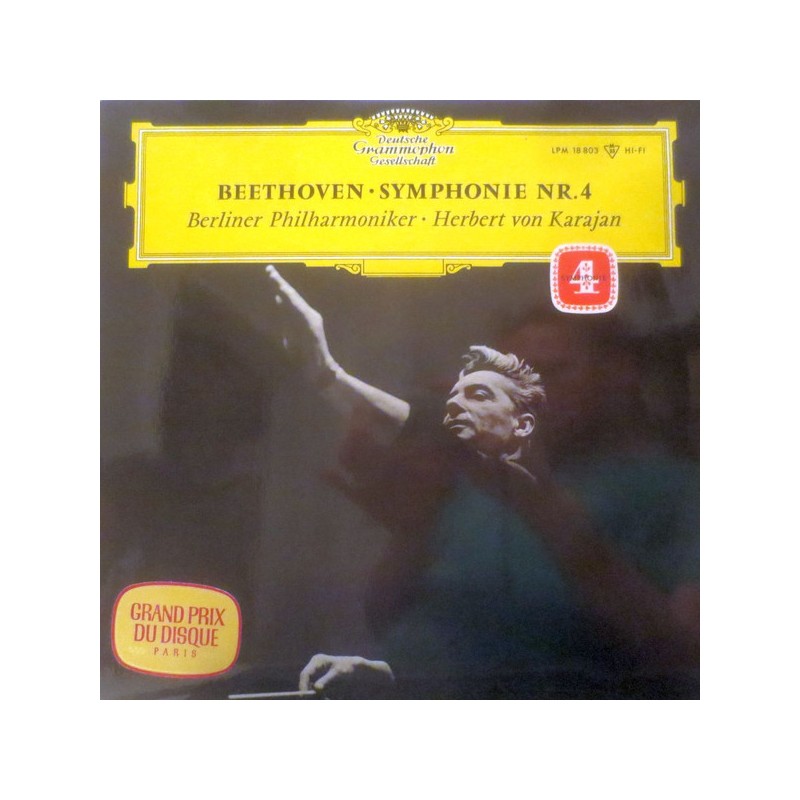 Deutsche
Grammophon
Gesellschaft
LPM 18 803 HI-FI
BEETHOVEN · SYMPHONIE NR. 4
Berliner Philharmoniker · Herbert von Karajan
4
GRAND PRIX
DU DISQUE
PARIS